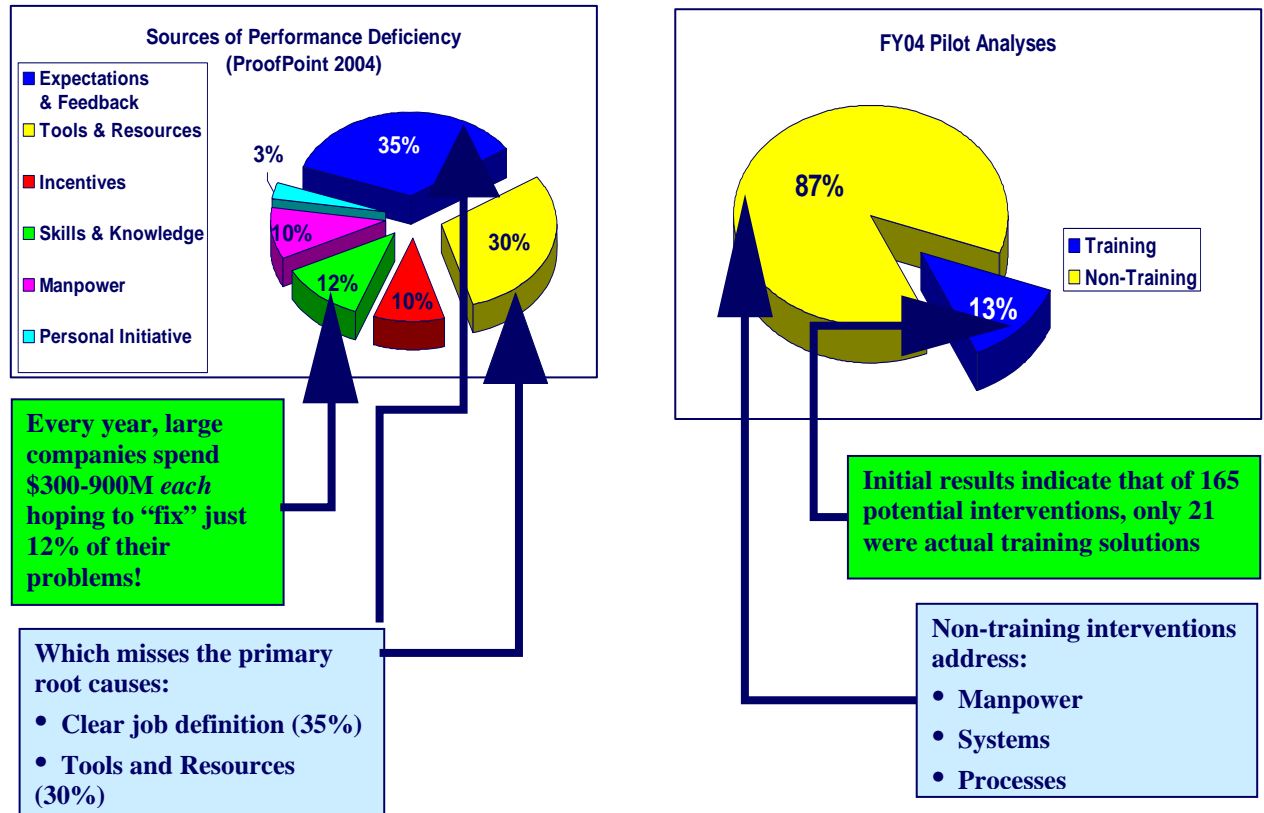 Sources of Performance Deficiency
(ProofPoint 2004)
Expectations
& Feedback
Tools & Resources
Incentives
Skills & Knowledge
Manpower
Personal Initiative
35%
3%
10%
30%
12%
10%
Every year, large
companies spend
$300-900M each
hoping to “fix” just
12% of their
problems!
Which misses the primary
root causes:
• Clear job definition (35%)
• Tools and Resources
(30%)
FY04 Pilot Analyses
87%
13%
Training
Non-Training
Initial results indicate that of 165
potential interventions, only 21
were actual training solutions
Non-training interventions
address:
• Manpower
• Systems
• Processes